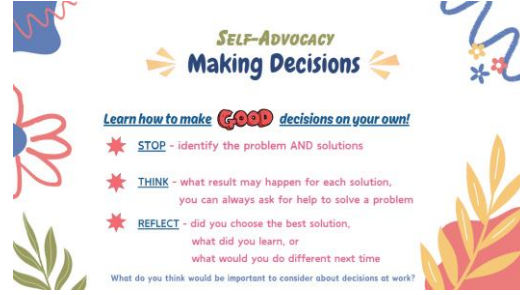 SELF-ADVOCACY
Making Decisions
Learn how to make GOOD decisions on your own!
STOP - identify the problem AND solutions
THINK - what result may happen for each solution,
you can always ask for help to solve a problem
REFLECT - did you choose the best solution,
what did you learn, or
what would you do different next time
What do you think would be important to consider about decisions at work?